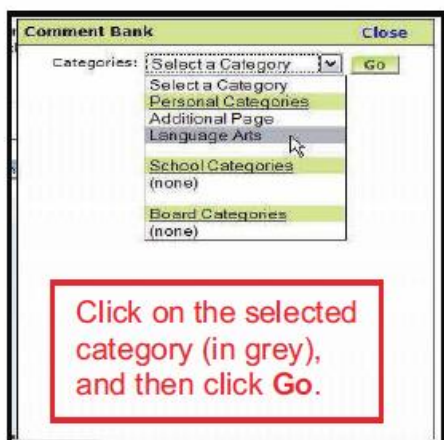 Comment Bank Close
Categories: Select a Category Go
Select a Category
Personal Categories
Additional Page
Language Arts
School Categories
(none)
Board Categories
(none)
Click on the selected
category (in grey),
and then click Go.